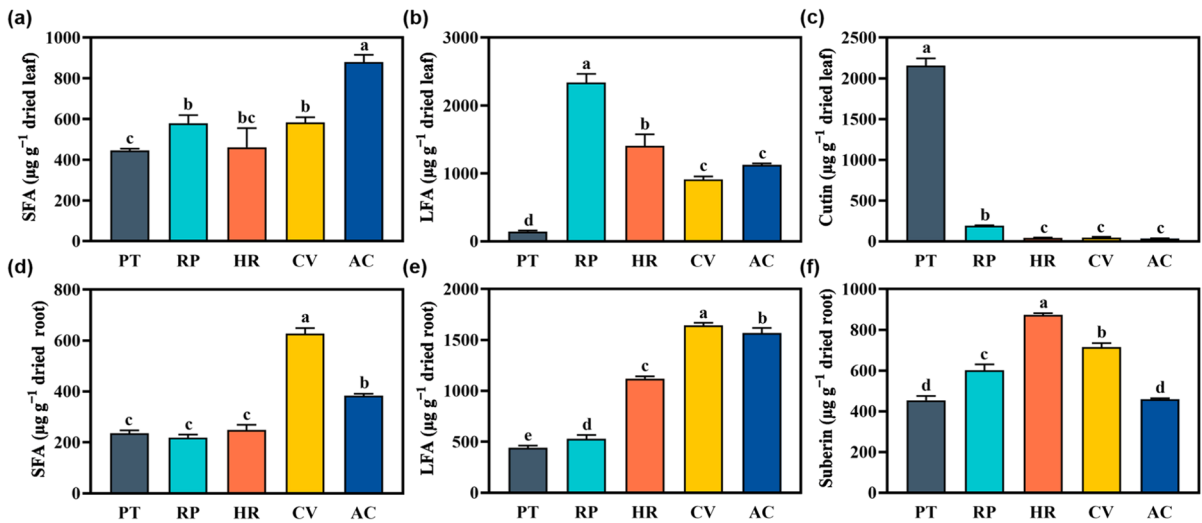 (a)
SFA (µg g⁻¹ dried leaf)
1000
800
600
400
200
0
c
b
bc
b
a
PT RP HR CV AC
(b)
LFA (µg g⁻¹ dried leaf)
3000
2000
1000
0
d
a
b
c
c
PT RP HR CV AC
(c)
Cutin (µg g⁻¹ dried leaf)
2500
2000
1500
1000
500
0
a
b
c
c
c
PT RP HR CV AC
(d)
SFA (µg g⁻¹ dried root)
800
600
400
200
0
c
c
c
a
b
PT RP HR CV AC
(e)
LFA (µg g⁻¹ dried root)
2000
1500
1000
500
0
e
d
c
a
b
PT RP HR CV AC
(f)
Suberin (µg g⁻¹ dried root)
1000
800
600
400
200
0
d
c
a
b
d
PT RP HR CV AC